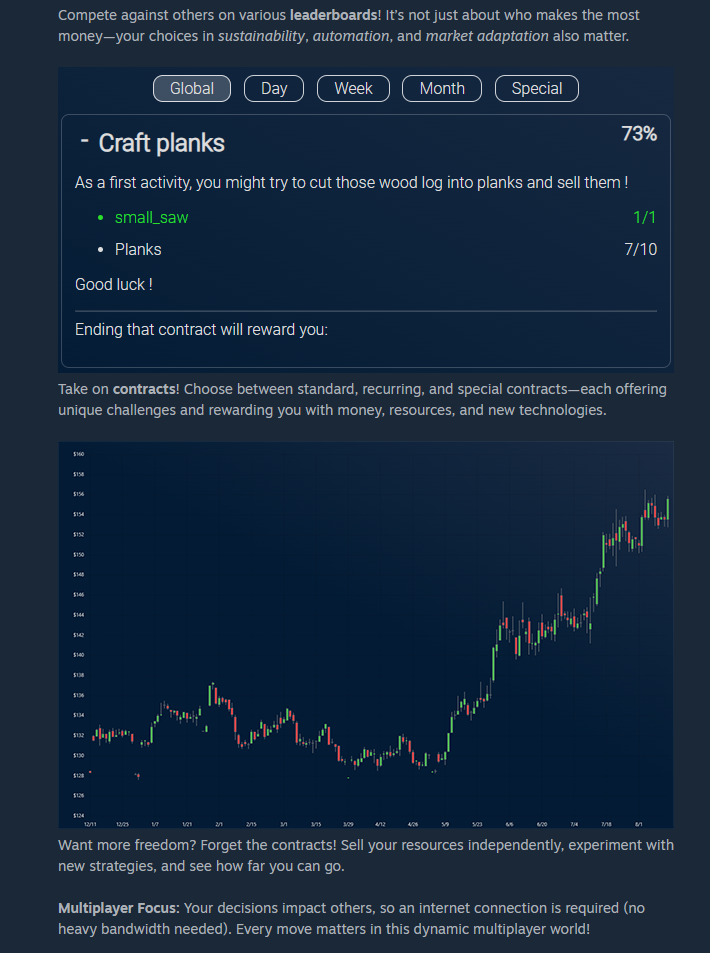 Compete against others on various leaderboards! It's not just about who makes the most
money—your choices in sustainability, automation, and market adaptation also matter.
Global Day Week Month Special
- Craft planks 73%
As a first activity, you might try to cut those wood log into planks and sell them !
• small_saw 1/1
• Planks 7/10
Good luck !
Ending that contract will reward you:
Take on contracts! Choose between standard, recurring, and special contracts—each offering
unique challenges and rewarding you with money, resources, and new technologies.
$160
$158
$156
$154
$152
$150
$148
$146
$144
$142
$140
$138
$136
$134
$132
$130
$128
$126
$124
12/11 12/25 1/7 1/21 2/1 2/15 3/1 3/15 3/29 4/12 4/26 5/9 5/23 6/6 6/20 7/4 7/18 8/1
Want more freedom? Forget the contracts! Sell your resources independently, experiment with
new strategies, and see how far you can go.
Multiplayer Focus: Your decisions impact others, so an internet connection is required (no
heavy bandwidth needed). Every move matters in this dynamic multiplayer world!